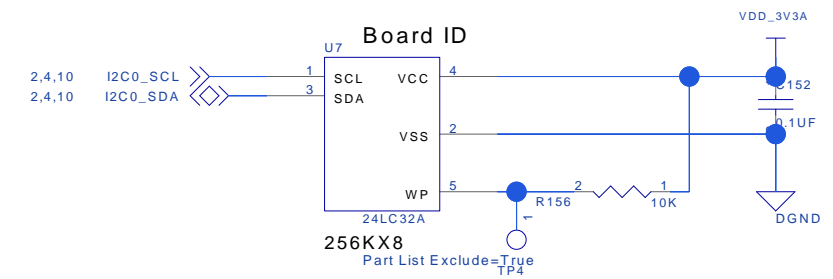 VDD_3V3A
Board ID
U7
2,4,10 I2C0_SCL 1 SCL VCC 4
C152
2,4,10 I2C0_SDA 3 SDA
0.1UF
VSS 2
WP 5 2 1
R156 10K
24LC32A 1 DGND
256KX8
Part List Exclude=True
TP4